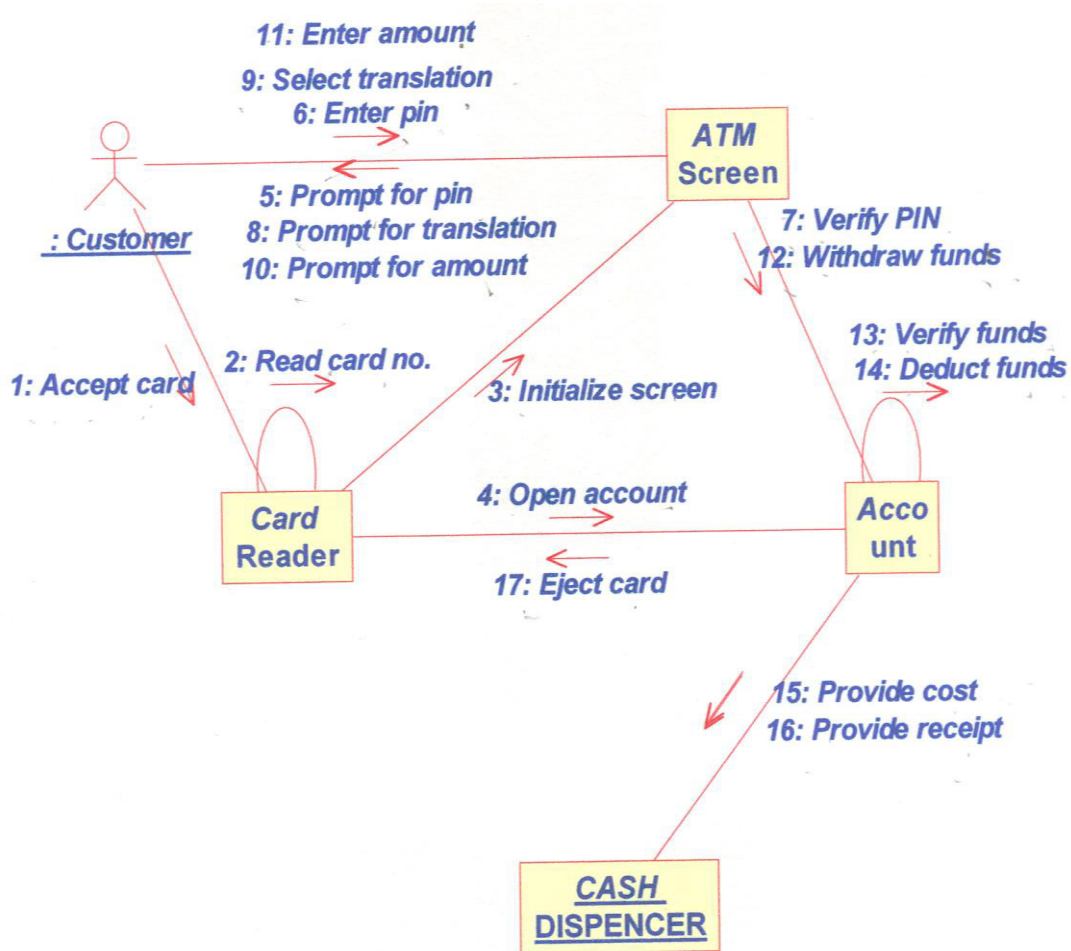 11: Enter amount
9: Select translation
6: Enter pin
ATM
Screen
5: Prompt for pin
8: Prompt for translation
10: Prompt for amount
: Customer
7: Verify PIN
12: Withdraw funds
13: Verify funds
14: Deduct funds
2: Read card no.
1: Accept card
3: Initialize screen
4: Open account
Card
Reader
Acco
unt
17: Eject card
15: Provide cost
16: Provide receipt
CASH
DISPENCER